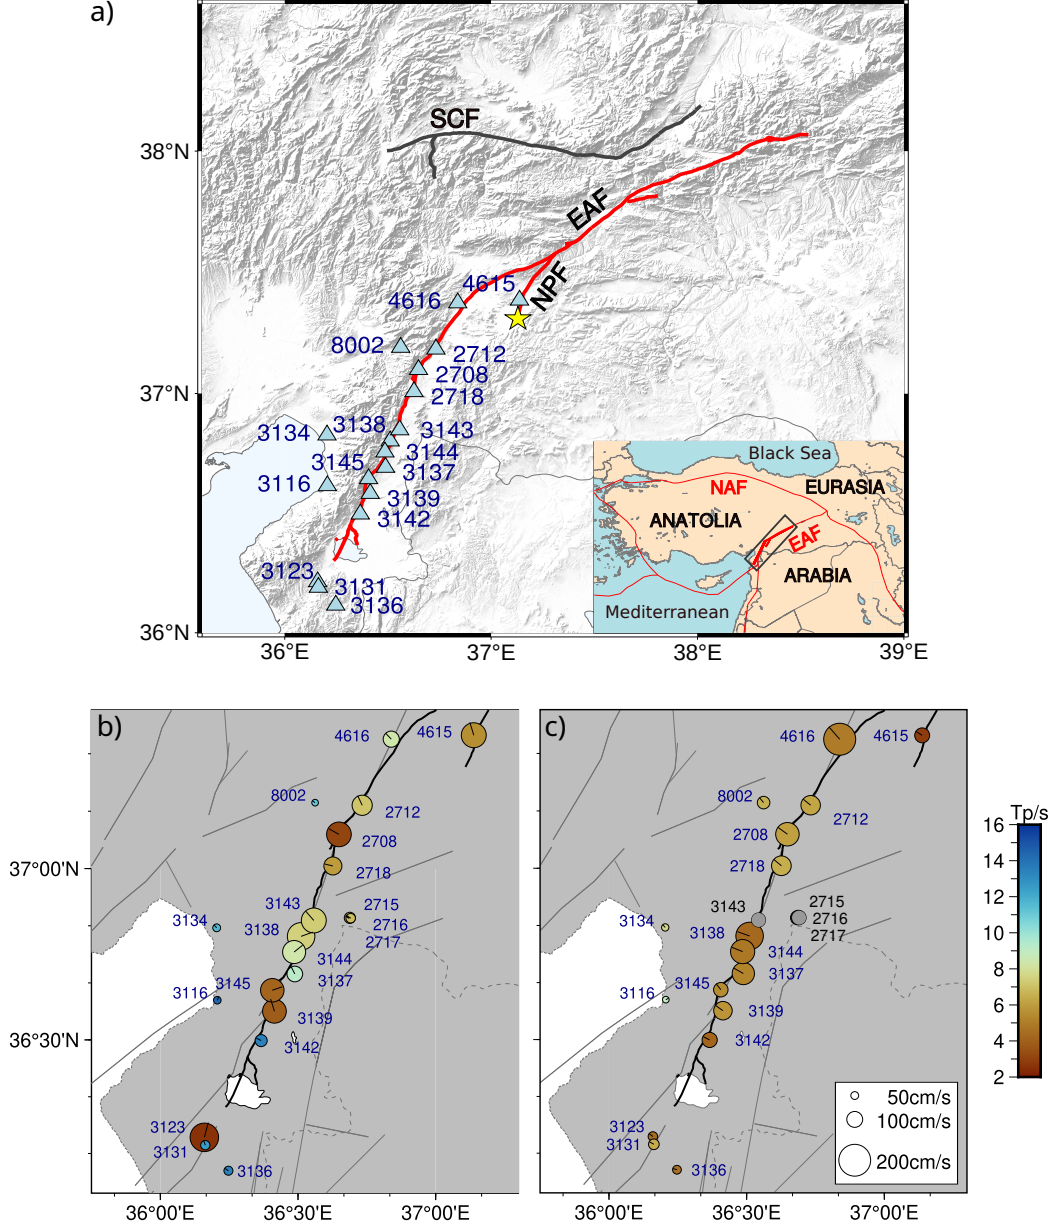 a)
SCF
38°N
EAF
NPF
4615
4616
8002
2712
2708
2718
37°N
3138
3143
3134
3144
3145
3137
3116
3139
3142
3123
3131
3136
36°N
36°E
37°E
38°E
39°E
Black Sea
NAF
EURASIA
ANATOLIA
EAF
ARABIA
Mediterranean
b)
4616
4615
8002
2712
2708
2718
37°00'N
3143
2715
2716
2717
3134
3138
3144
3145
3137
3116
3139
36°30'N
3142
3123
3131
3136
36°00'E
36°30'E
37°00'E
c)
4616
4615
8002
2712
2708
2718
3143
2715
2716
2717
3134
3138
3144
3145
3137
3116
3139
3142
3123
3131
3136
50cm/s
100cm/s
200cm/s
36°00'E
36°30'E
37°00'E
Tp/s
16
14
12
10
8
6
4
2